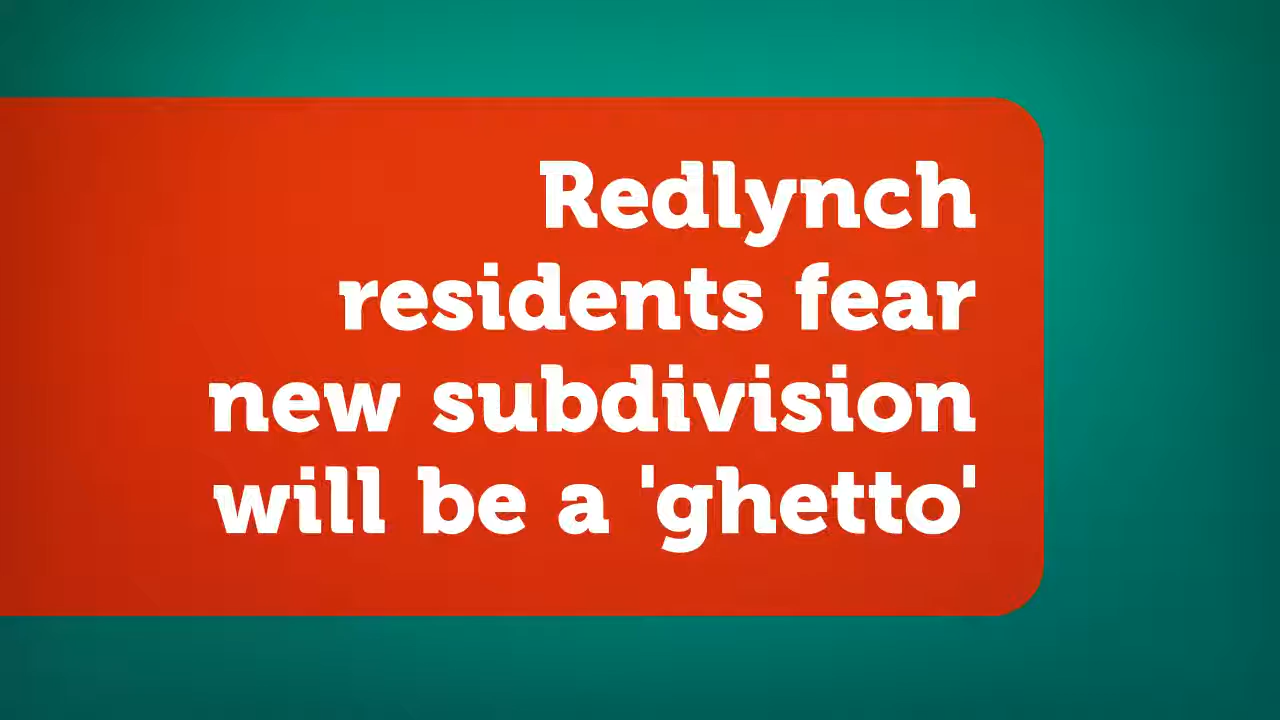 Redlynch
residents fear
new subdivision
will be a 'ghetto'